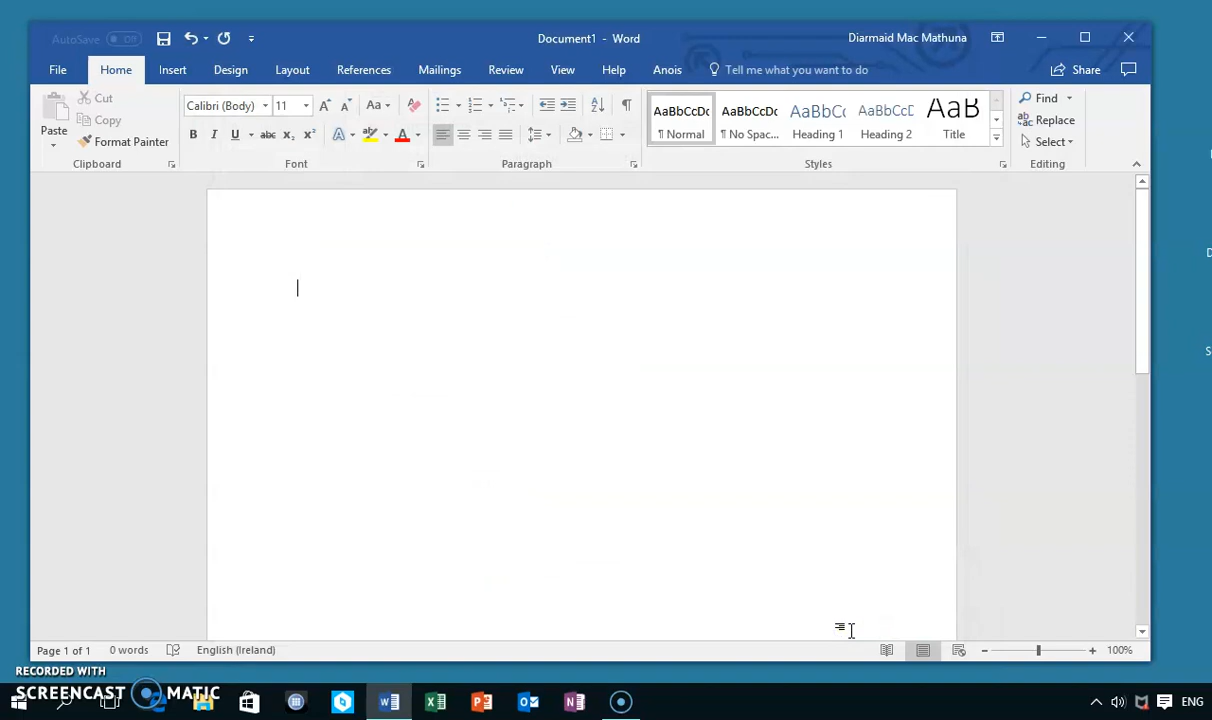 AutoSave Off
Document1 - Word
Diarmaid Mac Mathuna
File Home Insert Design Layout References Mailings Review View Help Anois Tell me what you want to do Share
Paste
Cut
Copy
Format Painter
Clipboard
Calibri (Body) 11 Aa
B I U abc X₂ X² A A
Font
Paragraph
AaBbCcDc AaBbCcDc AaBbC AaBbCcD AaB
¶ Normal ¶ No Spac... Heading 1 Heading 2 Title
Styles
Find
Replace
Select
Editing
Page 1 of 1 0 words English (Ireland) 100%
RECORDED WITH
SCREENCAST MATIC
ENG